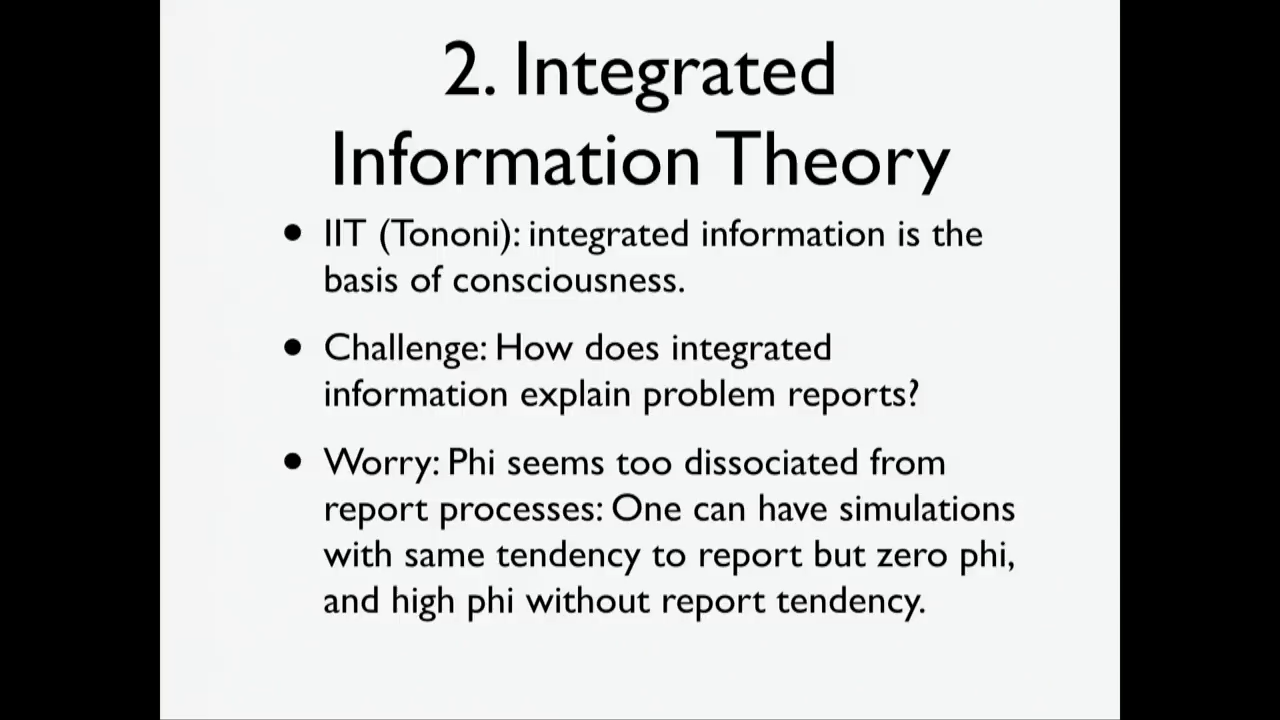 2. Integrated
Information Theory
• IIT (Tononi): integrated information is the
basis of consciousness.
• Challenge: How does integrated
information explain problem reports?
• Worry: Phi seems too dissociated from
report processes: One can have simulations
with same tendency to report but zero phi,
and high phi without report tendency.